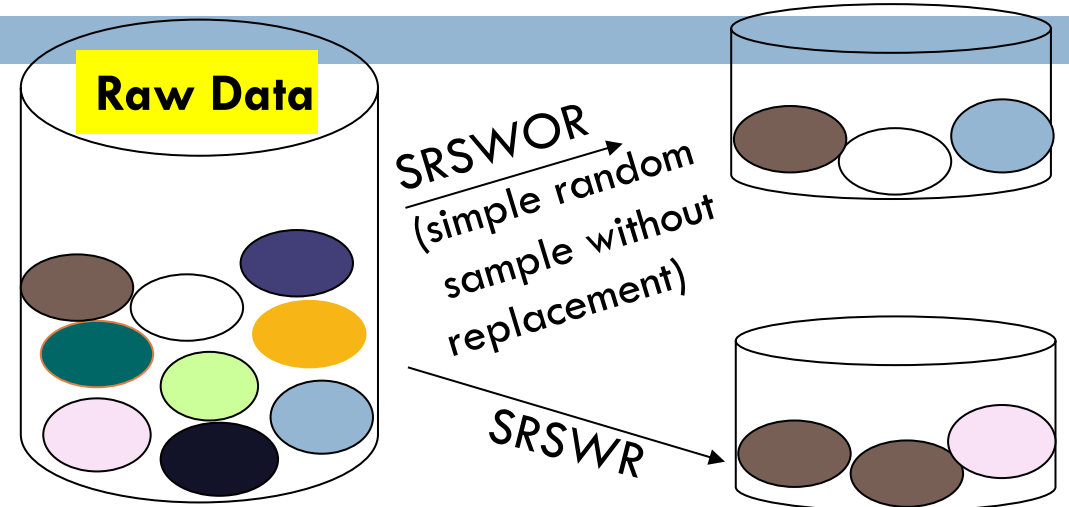 Raw Data
SRSWOR
(simple random
sample without
replacement)
SRSWR